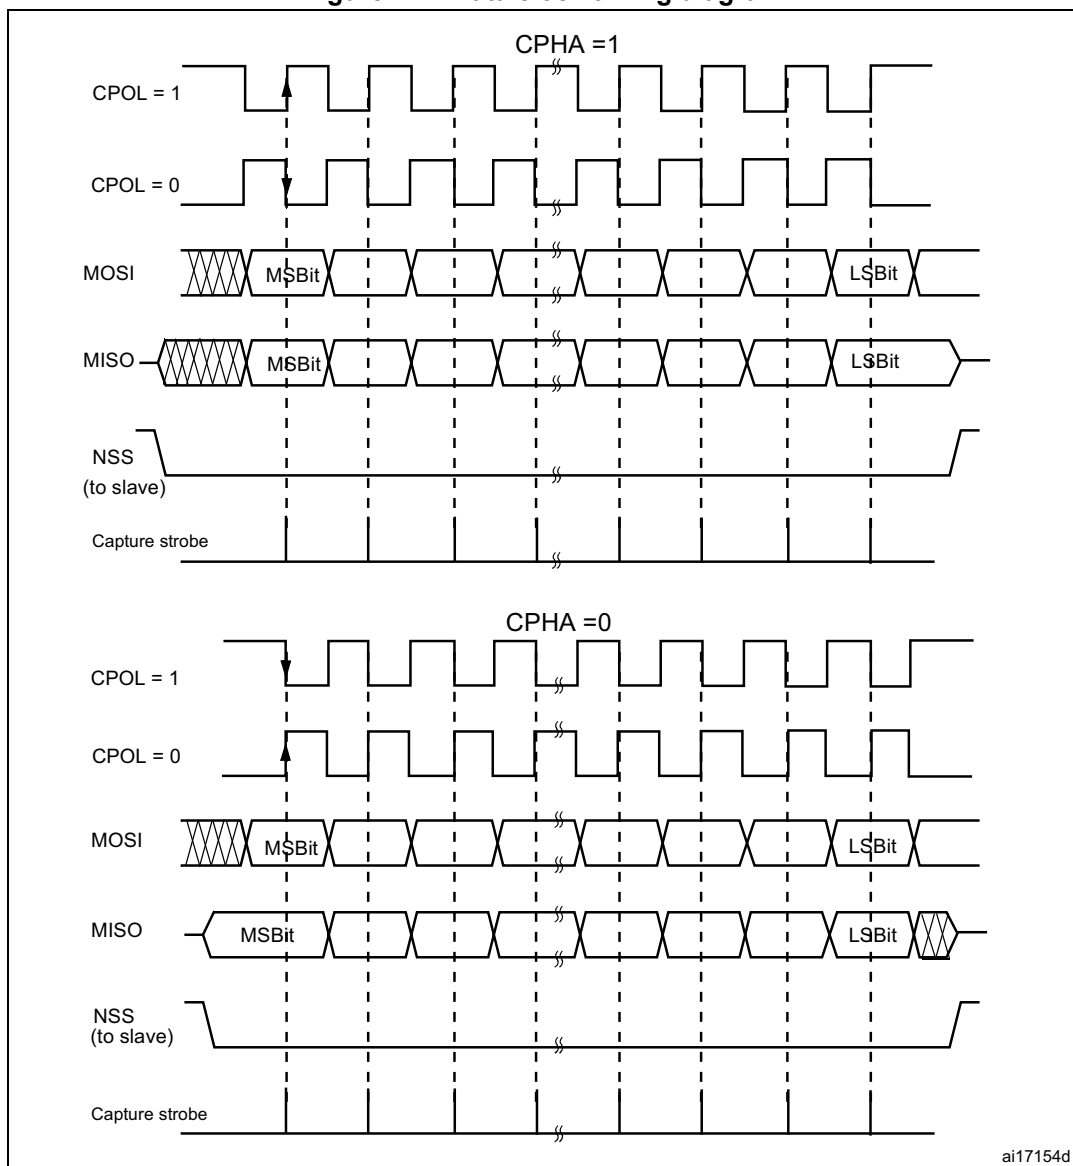 CPHA =1
CPOL = 1
CPOL = 0
MOSI MSBit LSBit
MISO MSBit LSBit
NSS
(to slave)
Capture strobe
CPHA =0
CPOL = 1
CPOL = 0
MOSI MSBit LSBit
MISO MSBit LSBit
NSS
(to slave)
Capture strobe
ai17154d